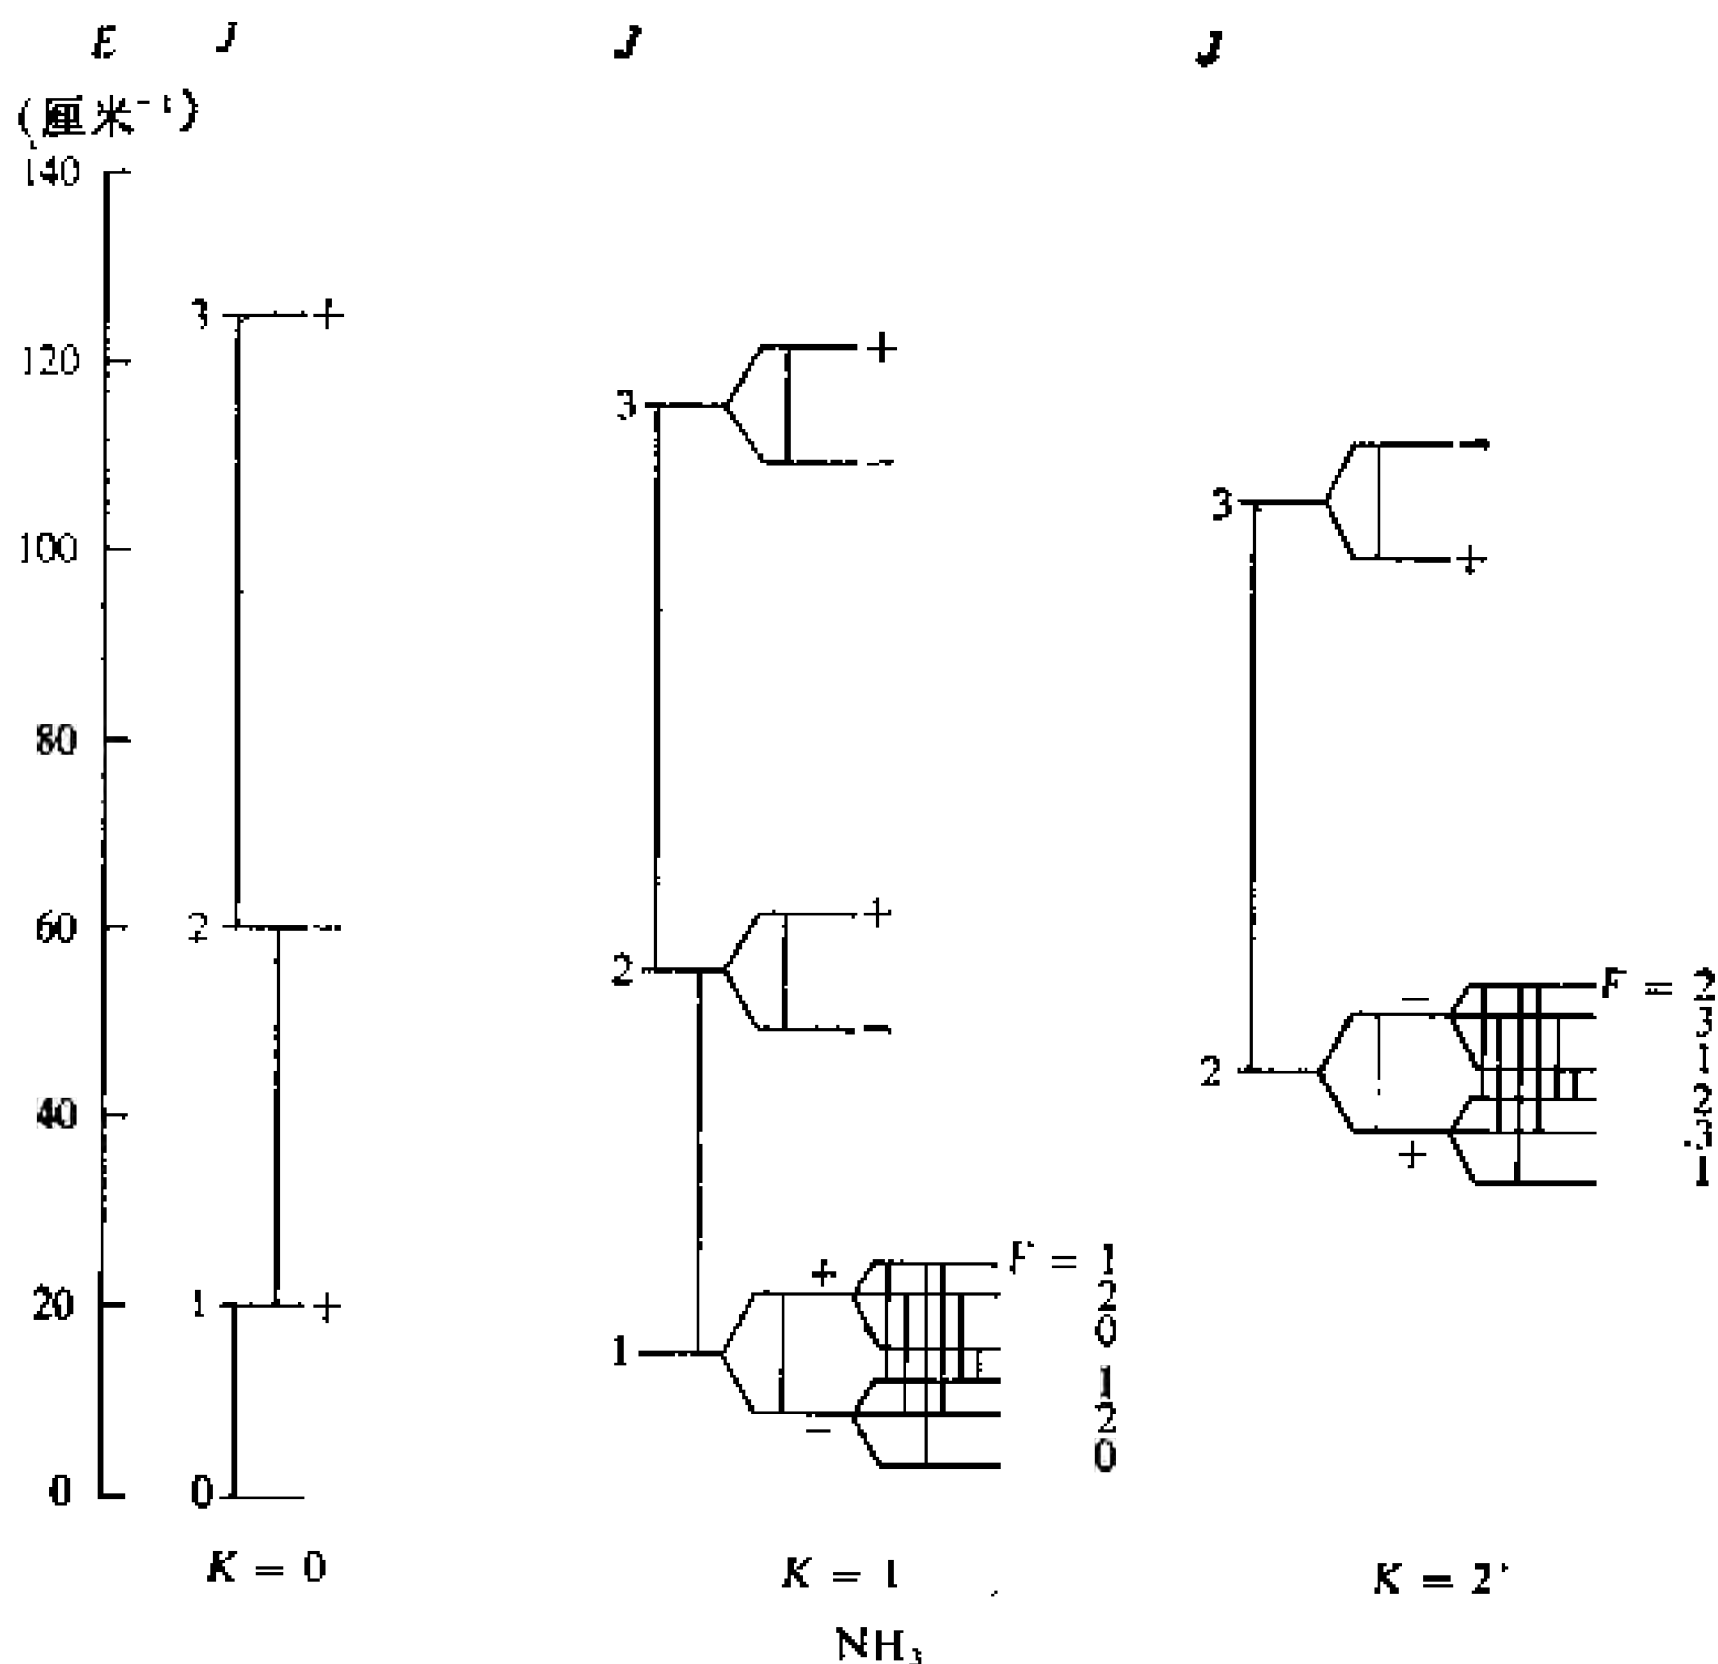 E J J J
(厘米⁻¹)
140
3 +
120 +
3
-
-
3
100 +
80
+
60 2 - 2 F = 2
- 3
- 1
2 2
40 3
+ 1
+ F = 1
20 1 + 2
0
1 1
2
- 0
0 0
K = 0 K = 1 K = 2
NH₃